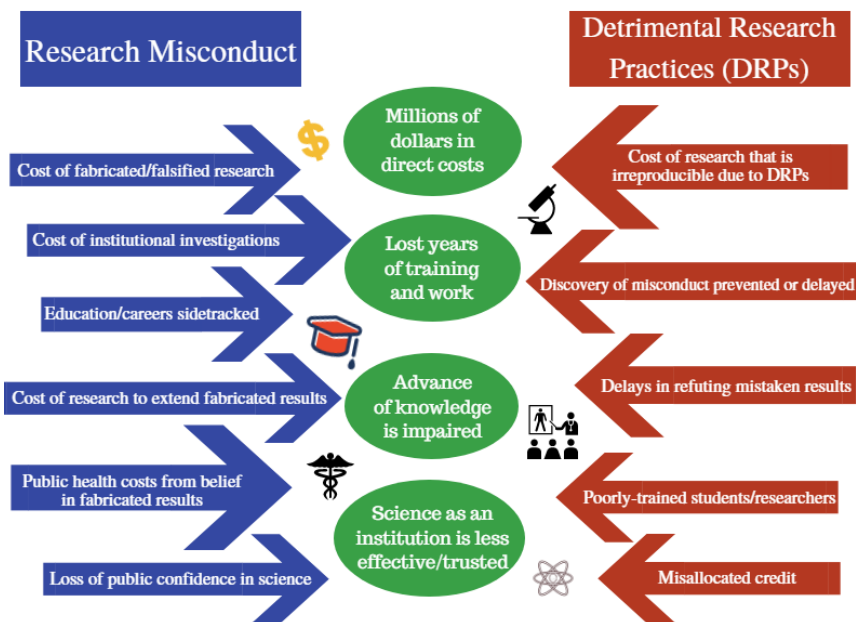 Research Misconduct
Detrimental Research
Practices (DRPs)
Millions of
dollars in
direct costs
Lost years
of training
and work
Advance
of knowledge
is impaired
Science as an
institution is less
effective/trusted
Cost of fabricated/falsified research
Cost of institutional investigations
Education/careers sidetracked
Cost of research to extend fabricated results
Public health costs from belief
in fabricated results
Loss of public confidence in science
Cost of research that is
irreproducible due to DRPs
Discovery of misconduct prevented or delayed
Delays in refuting mistaken results
Poorly-trained students/researchers
Misallocated credit
$